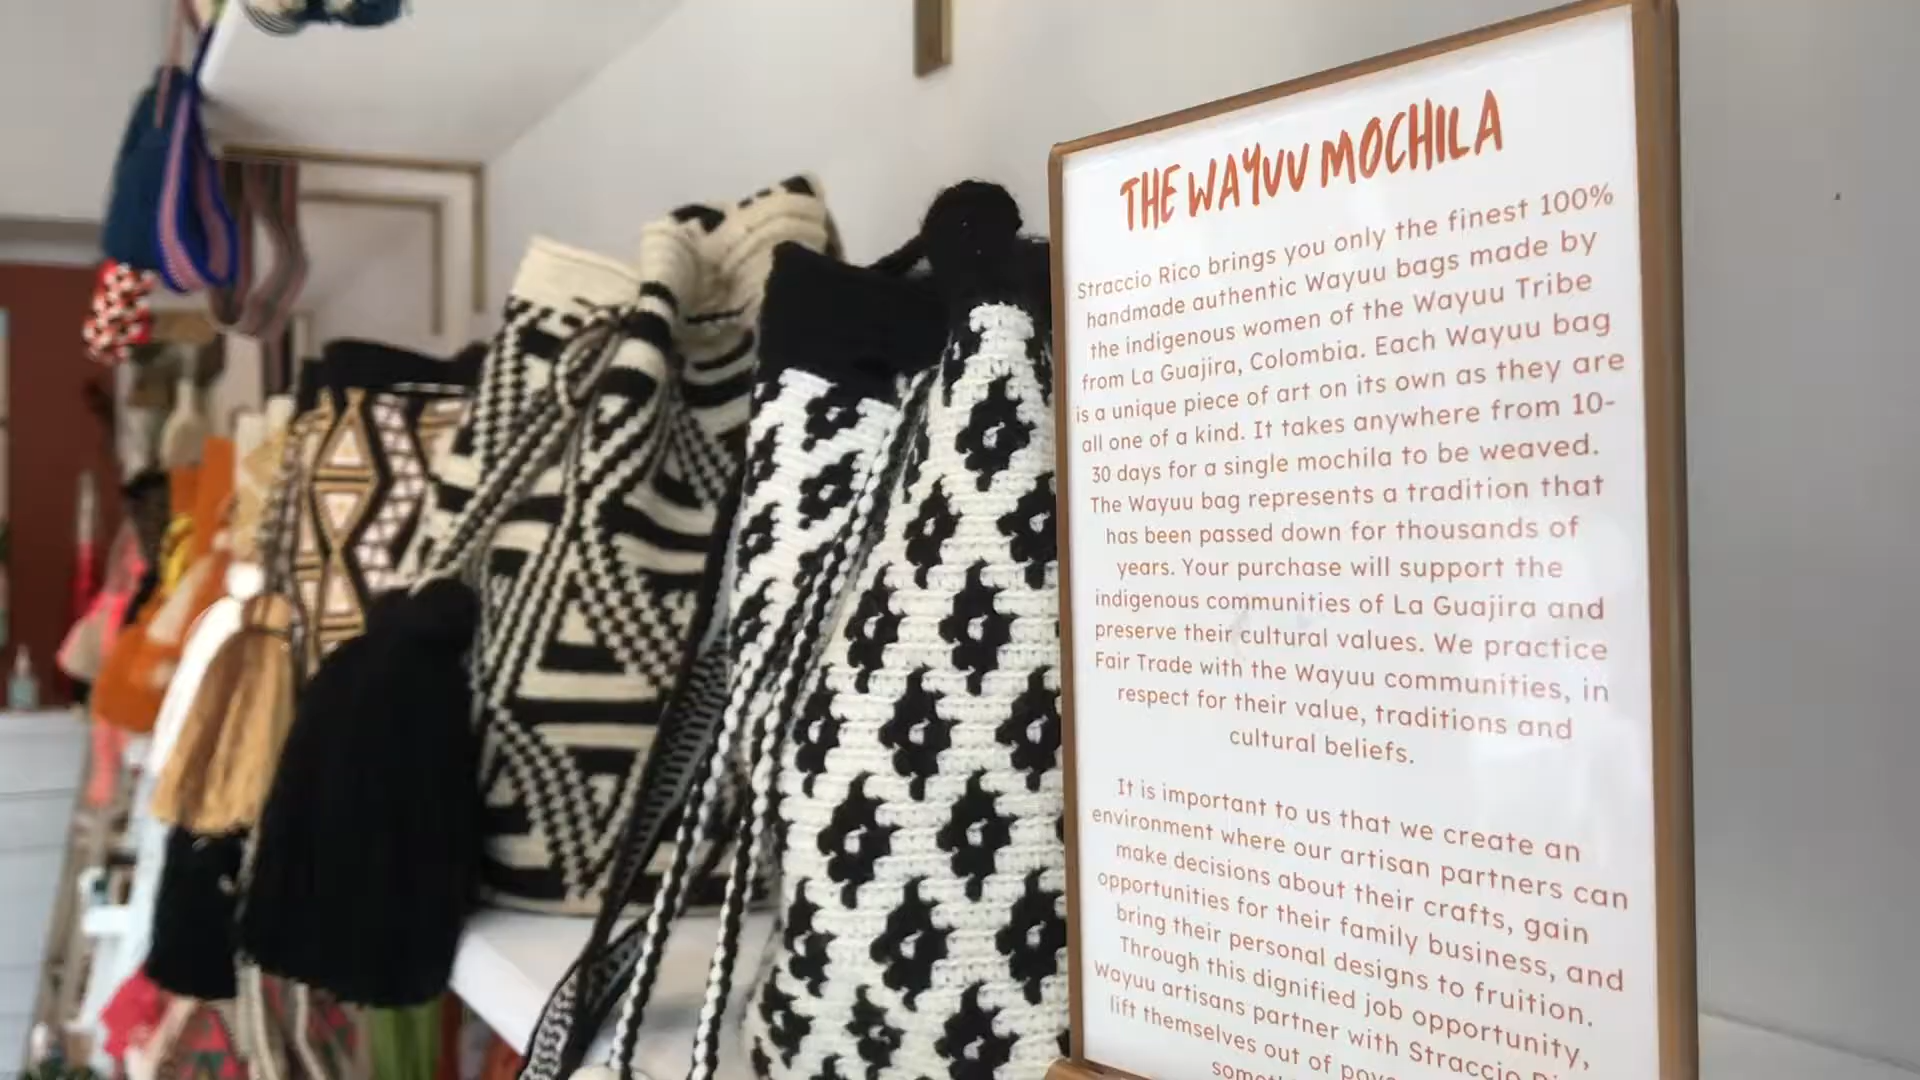 THE WAYUU MOCHILA
Straccio Rico brings you only the finest 100%
handmade authentic Wayuu bags made by
the indigenous women of the Wayuu Tribe
from La Guajira, Colombia. Each Wayuu bag
is a unique piece of art on its own as they are
all one of a kind. It takes anywhere from 10-
30 days for a single mochila to be weaved.
The Wayuu bag represents a tradition that
has been passed down for thousands of
years. Your purchase will support the
indigenous communities of La Guajira and
preserve their cultural values. We practice
Fair Trade with the Wayuu communities, in
respect for their value, traditions and
cultural beliefs.
It is important to us that we create an
environment where our artisan partners can
make decisions about their crafts, gain
opportunities for their family business, and
bring their personal designs to fruition.
Through this dignified job opportunity,
Wayuu artisans partner with Straccio
lift themselves out of